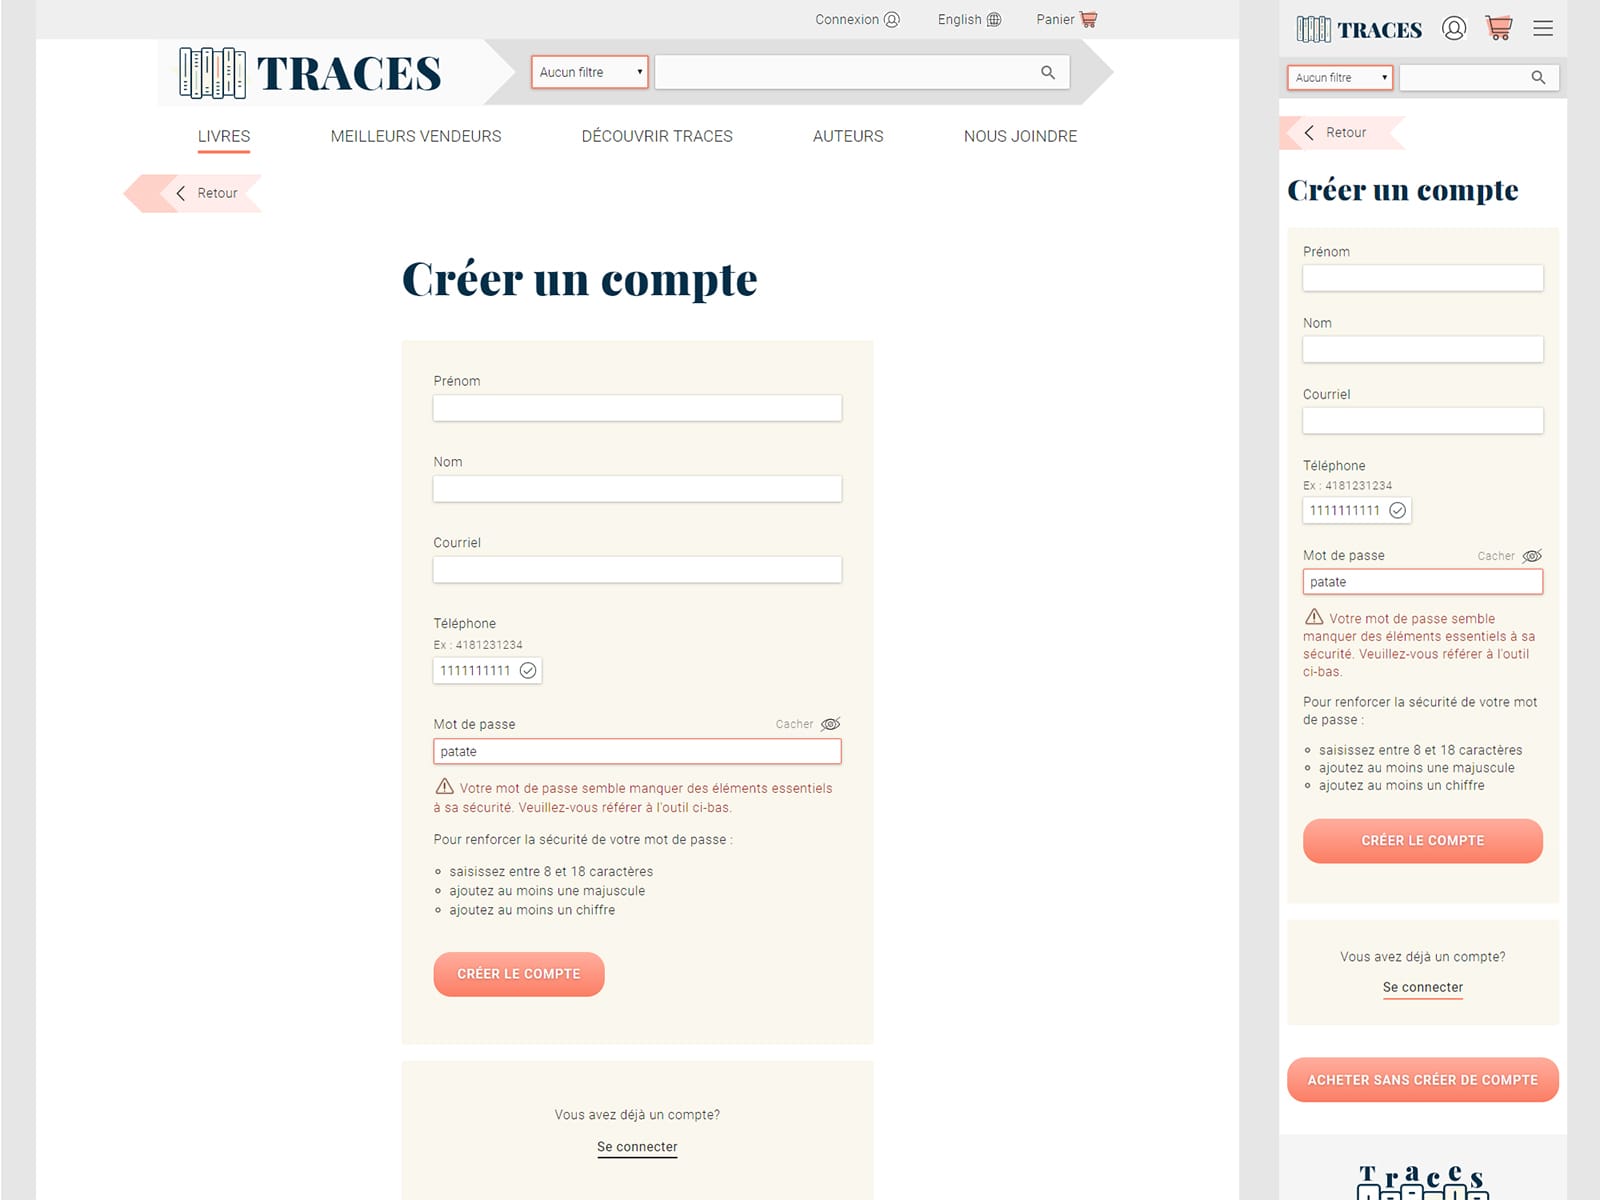 Connexion English Panier
TRACES
Aucun filtre
LIVRES MEILLEURS VENDEURS DÉCOUVRIR TRACES AUTEURS NOUS JOINDRE
Retour
Créer un compte
Prénom
Nom
Courriel
Téléphone
Ex : 4181231234
1111111111
Mot de passe Cacher
patate
Votre mot de passe semble manquer des éléments essentiels
à sa sécurité. Veuillez-vous référer à l'outil ci-bas.
Pour renforcer la sécurité de votre mot de passe :
saisissez entre 8 et 18 caractères
ajoutez au moins une majuscule
ajoutez au moins un chiffre
CRÉER LE COMPTE
Vous avez déjà un compte?
Se connecter
TRACES
Aucun filtre
Retour
Créer un compte
Prénom
Nom
Courriel
Téléphone
Ex : 4181231234
1111111111
Mot de passe Cacher
patate
Votre mot de passe semble
manquer des éléments essentiels à sa
sécurité. Veuillez-vous référer à l'outil
ci-bas.
Pour renforcer la sécurité de votre mot
de passe :
saisissez entre 8 et 18 caractères
ajoutez au moins une majuscule
ajoutez au moins un chiffre
CRÉER LE COMPTE
Vous avez déjà un compte?
Se connecter
ACHETER SANS CRÉER DE COMPTE
Traces